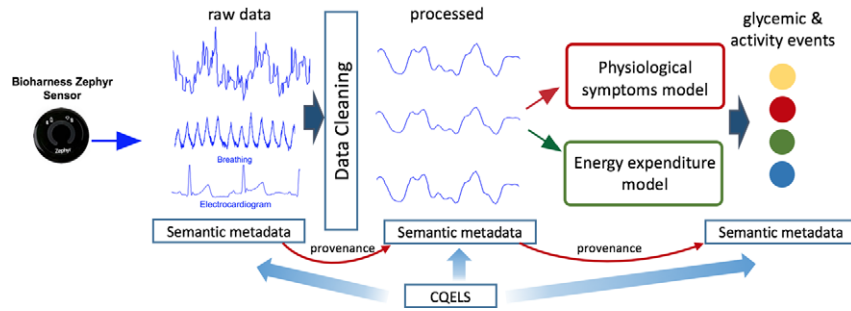 raw data
processed
glycemic &
activity events
Bioharness Zephyr
Sensor
Zephyr
Breathing
Electrocardiogram
Data Cleaning
Physiological
symptoms model
Energy expenditure
model
Semantic metadata
provenance
Semantic metadata
provenance
Semantic metadata
CQELS